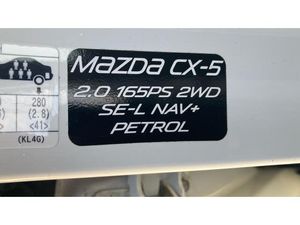 MAZDA CX-5
2.0 165PS 2WD
SE-L NAV+
PETROL
280
(2.8)
<41>
(KL4G)